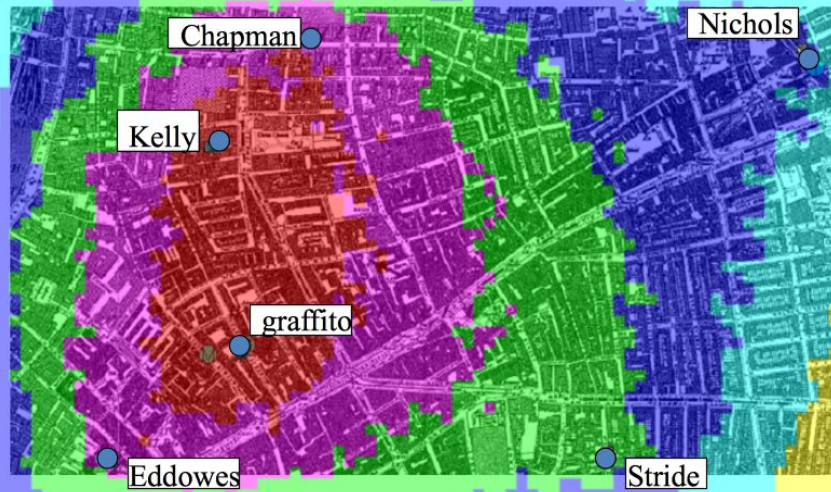 Chapman
Nichols
Kelly
graffito
Eddowes
Stride